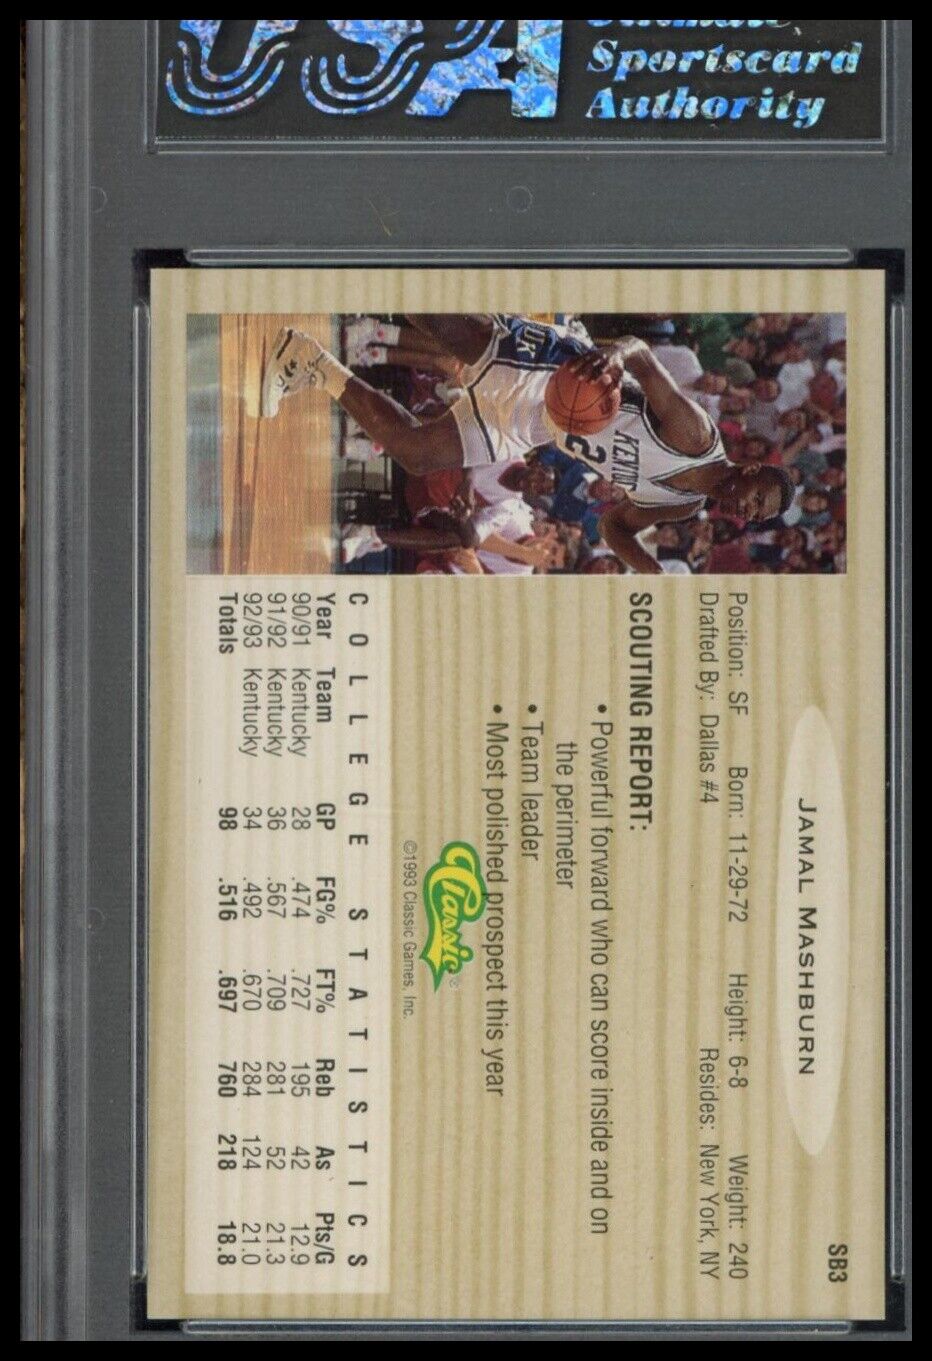 USA
Ultimate
Sportscard
Authority
SB3
JAMAL MASHBURN
Position: SF Born: 11-29-72 Height: 6-8 Weight: 240
Drafted By: Dallas #4 Resides: New York, NY
SCOUTING REPORT:
• Powerful forward who can score inside and on
the perimeter
• Team leader
• Most polished prospect this year
Classic®
©1993 Classic Games, Inc.
COLLEGE STATISTICS
Year Team GP FG% FT% Reb As Pts/G
90/91 Kentucky 28 .474 .727 195 42 12.9
91/92 Kentucky 36 .567 .709 281 52 21.3
92/93 Kentucky 34 .492 .670 284 124 21.0
Totals 98 .516 .697 760 218 18.8
KENTUC
2
UK